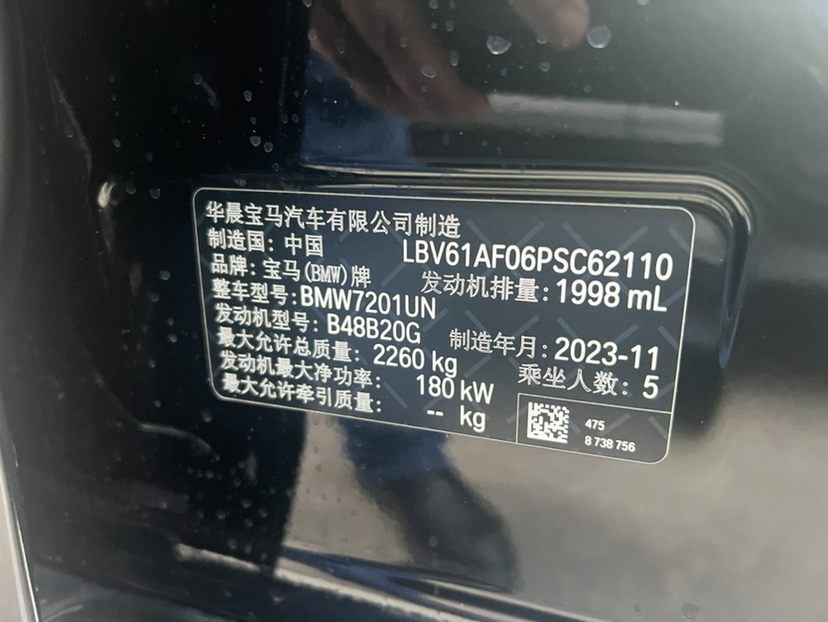 华晨宝马汽车有限公司制造
制造国: 中国 LBV61AF06PSC62110
品牌: 宝马(BMW)牌 发动机排量: 1998 mL
整车型号: BMW7201UN
发动机型号: B48B20G 制造年月: 2023-11
最大允许总质量: 2260 kg 乘坐人数: 5
发动机最大净功率: 180 kW
最大允许牵引质量: -- kg
475
8 738 756